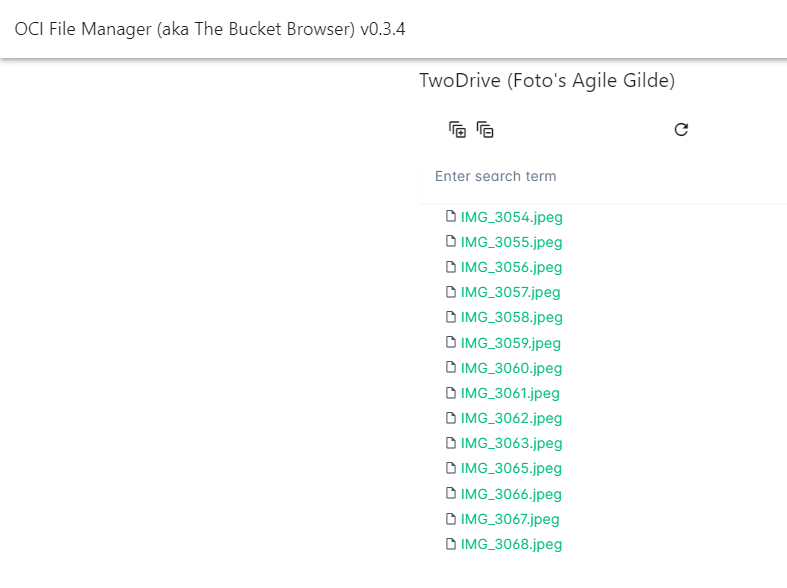 OCI File Manager (aka The Bucket Browser) v0.3.4
TwoDrive (Foto's Agile Gilde)
Enter search term
IMG_3054.jpeg
IMG_3055.jpeg
IMG_3056.jpeg
IMG_3057.jpeg
IMG_3058.jpeg
IMG_3059.jpeg
IMG_3060.jpeg
IMG_3061.jpeg
IMG_3062.jpeg
IMG_3063.jpeg
IMG_3065.jpeg
IMG_3066.jpeg
IMG_3067.jpeg
IMG_3068.jpeg